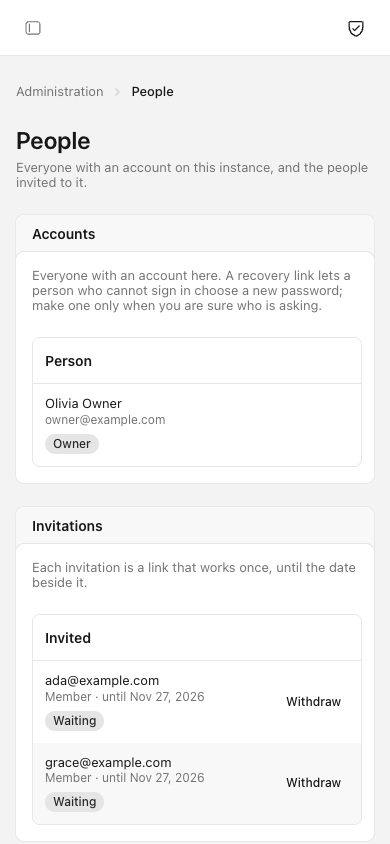 Administration > People
People
Everyone with an account on this instance, and the people
invited to it.
Accounts
Everyone with an account here. A recovery link lets a
person who cannot sign in choose a new password;
make one only when you are sure who is asking.
Person
Olivia Owner
owner@example.com
Owner
Invitations
Each invitation is a link that works once, until the date
beside it.
Invited
ada@example.com
Member · until Nov 27, 2026
Waiting
Withdraw
grace@example.com
Member · until Nov 27, 2026
Waiting
Withdraw